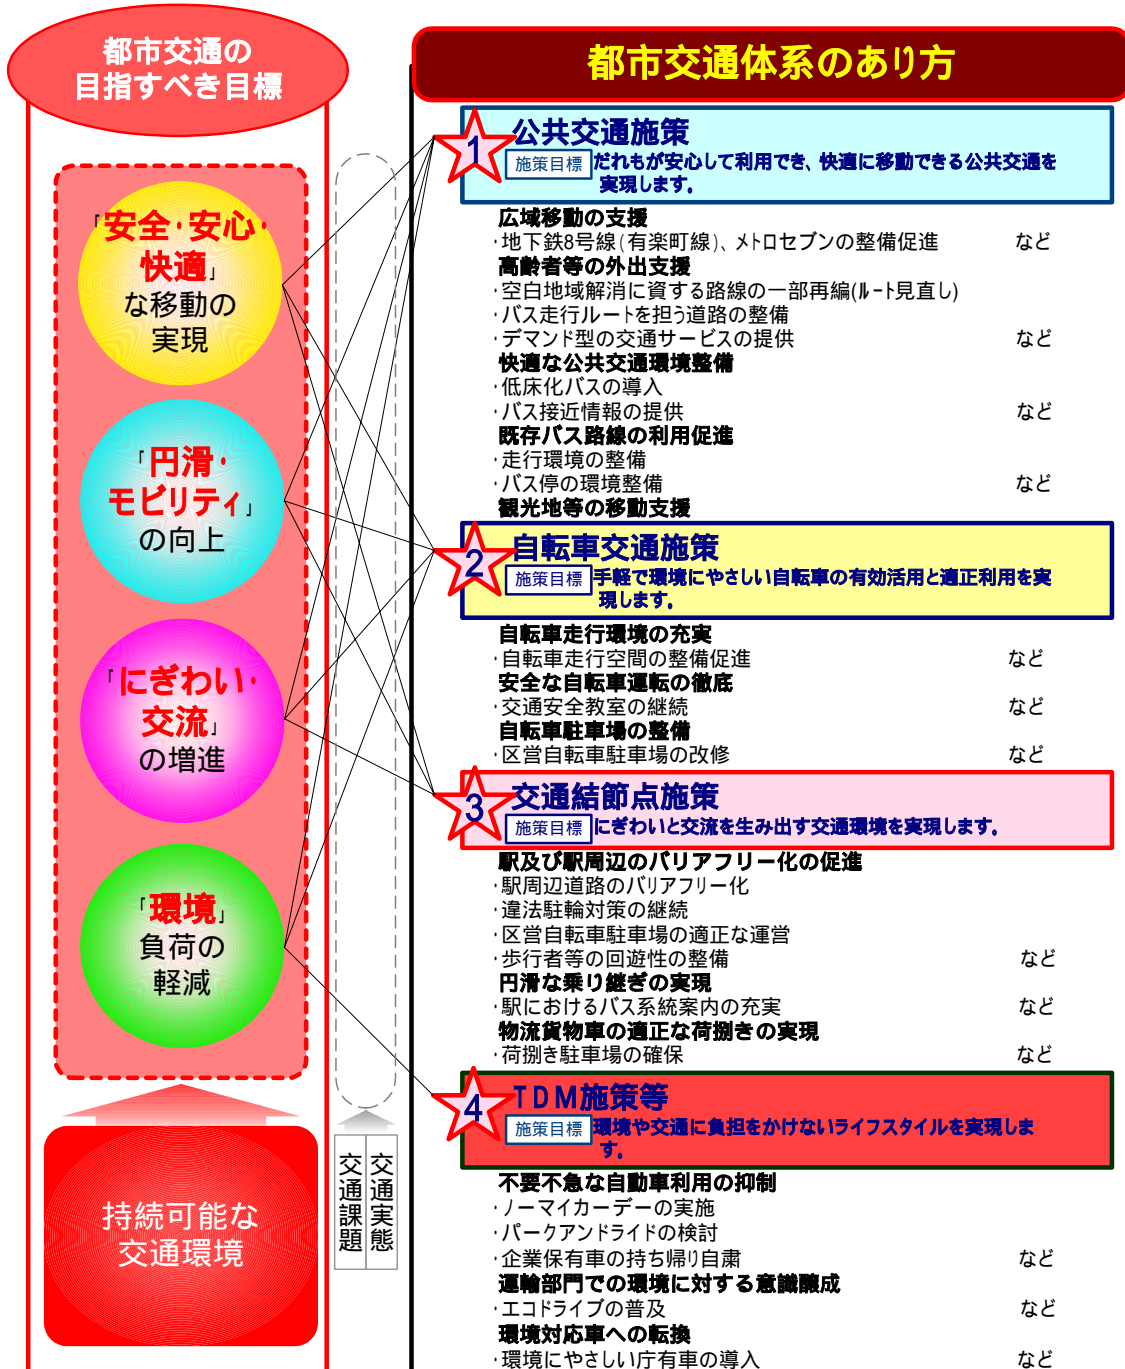 都市交通の
目指すべき目標
「安全・安心・
快適」
な移動の
実現
「円滑・
モビリティ」
の向上
「にぎわい・
交流」
の増進
「環境」
負荷の
軽減
持続可能な
交通環境
交通課題
交通実態
都市交通体系のあり方
1 公共交通施策
施策目標 だれもが安心して利用でき、快適に移動できる公共交通を
実現します。
広域移動の支援
・地下鉄8号線(有楽町線)、メトロセブンの整備促進 など
高齢者等の外出支援
・空白地域解消に資する路線の一部再編(ルート見直し)
・バス走行ルートを担う道路の整備
・デマンド型の交通サービスの提供 など
快適な公共交通環境整備
・低床化バスの導入
・バス接近情報の提供 など
既存バス路線の利用促進
・走行環境の整備
・バス停の環境整備 など
観光地等の移動支援
2 自転車交通施策
施策目標 手軽で環境にやさしい自転車の有効活用と適正利用を実
現します。
自転車走行環境の充実
・自転車走行空間の整備促進 など
安全な自転車運転の徹底
・交通安全教室の継続 など
自転車駐車場の整備
・区営自転車駐車場の改修 など
3 交通結節点施策
施策目標 にぎわいと交流を生み出す交通環境を実現します。
駅及び駅周辺のバリアフリー化の促進
・駅周辺道路のバリアフリー化
・違法駐輪対策の継続
・区営自転車駐車場の適正な運営
・歩行者等の回遊性の整備 など
円滑な乗り継ぎの実現
・駅におけるバス系統案内の充実 など
物流貨物車の適正な荷捌きの実現
・荷捌き駐車場の確保 など
4 TDM施策等
施策目標 環境や交通に負担をかけないライフスタイルを実現しま
す。
不要不急な自動車利用の抑制
・ノーマイカーデーの実施
・パークアンドライドの検討
・企業保有車の持ち帰り自粛 など
運輸部門での環境に対する意識醸成
・エコドライブの普及 など
環境対応車への転換
・環境にやさしい庁有車の導入 など